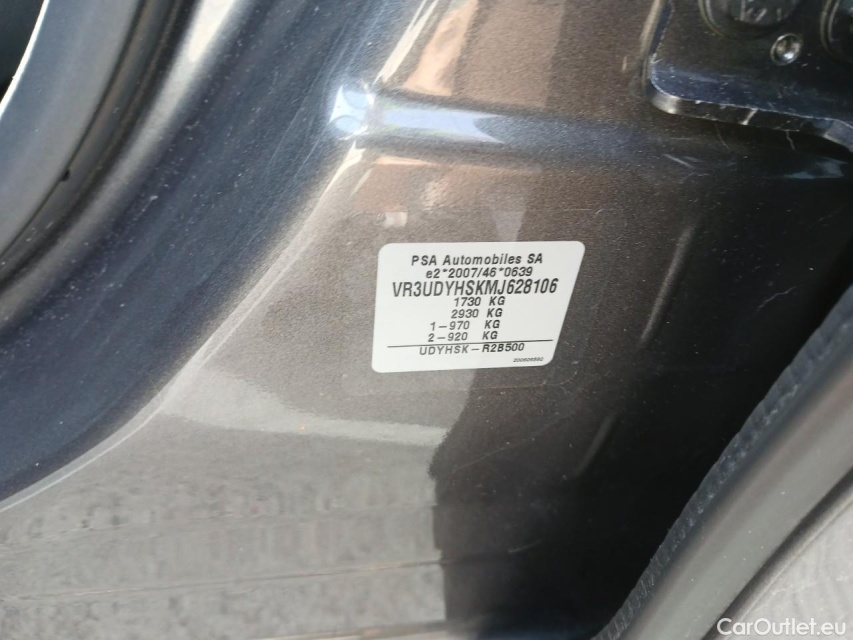 PSA Automobiles SA
e2*2007/46*0639
VR3UDYHSKMJ628106
1730 KG
2930 KG
1-970 KG
2-920 KG
UDYHSK-R2B500
CarOutlet.eu